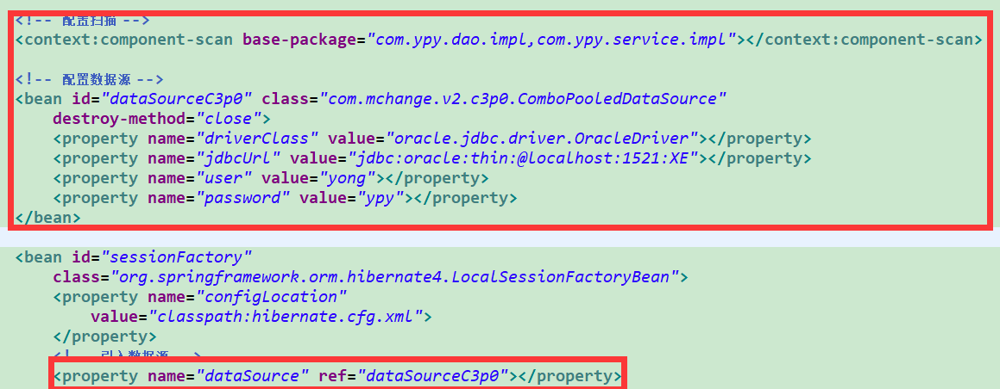 <!-- 配置扫描 -->
<context:component-scan base-package="com.ypy.dao.impl,com.ypy.service.impl"></context:component-scan>
<!-- 配置数据源 -->
<bean id="dataSourceC3p0" class="com.mchange.v2.c3p0.ComboPooledDataSource"
destroy-method="close">
<property name="driverClass" value="oracle.jdbc.driver.OracleDriver"></property>
<property name="jdbcUrl" value="jdbc:oracle:thin:@localhost:1521:XE"></property>
<property name="user" value="yong"></property>
<property name="password" value="ypy"></property>
</bean>
<bean id="sessionFactory"
class="org.springframework.orm.hibernate4.LocalSessionFactoryBean">
<property name="configLocation"
value="classpath:hibernate.cfg.xml">
</property>
<!-- 引入数据源 -->
<property name="dataSource" ref="dataSourceC3p0"></property>